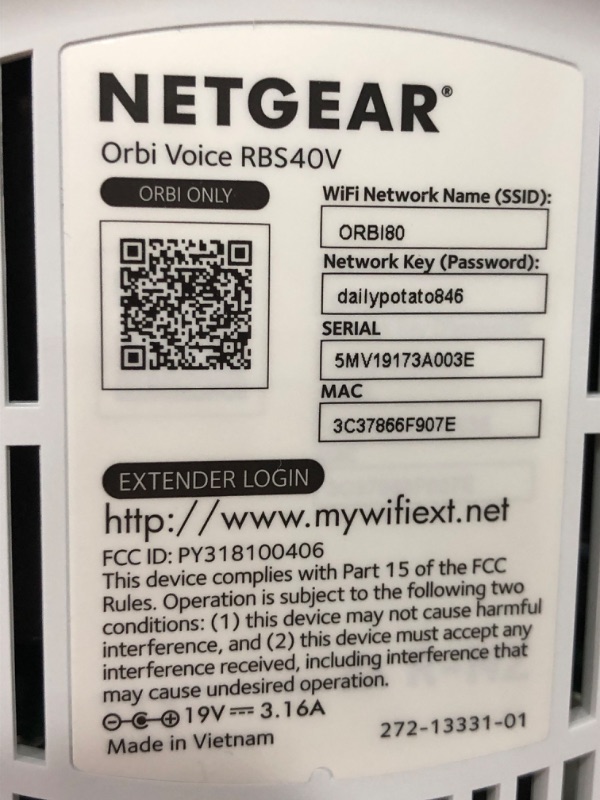 NETGEAR®
Orbi Voice RBS40V
ORBI ONLY
WiFi Network Name (SSID):
ORBI80
Network Key (Password):
dailypotato846
SERIAL
5MV19173A003E
MAC
3C37866F907E
EXTENDER LOGIN
http://www.mywifiext.net
FCC ID: PY318100406
This device complies with Part 15 of the FCC
Rules. Operation is subject to the following two
conditions: (1) this device may not cause harmful
interference, and (2) this device must accept any
interference received, including interference that
may cause undesired operation.
19V⎓ 3.16A
Made in Vietnam
272-13331-01